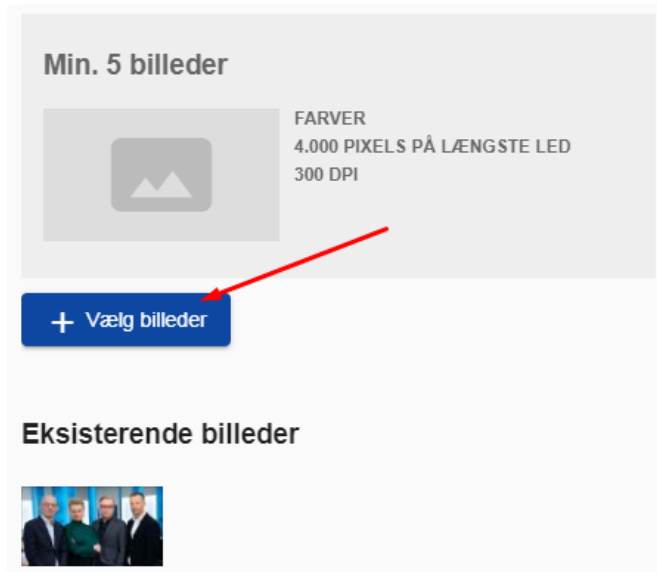 Min. 5 billeder
FARVER
4.000 PIXELS PÅ LÆNGSTE LED
300 DPI
+ Vælg billeder
Eksisterende billeder